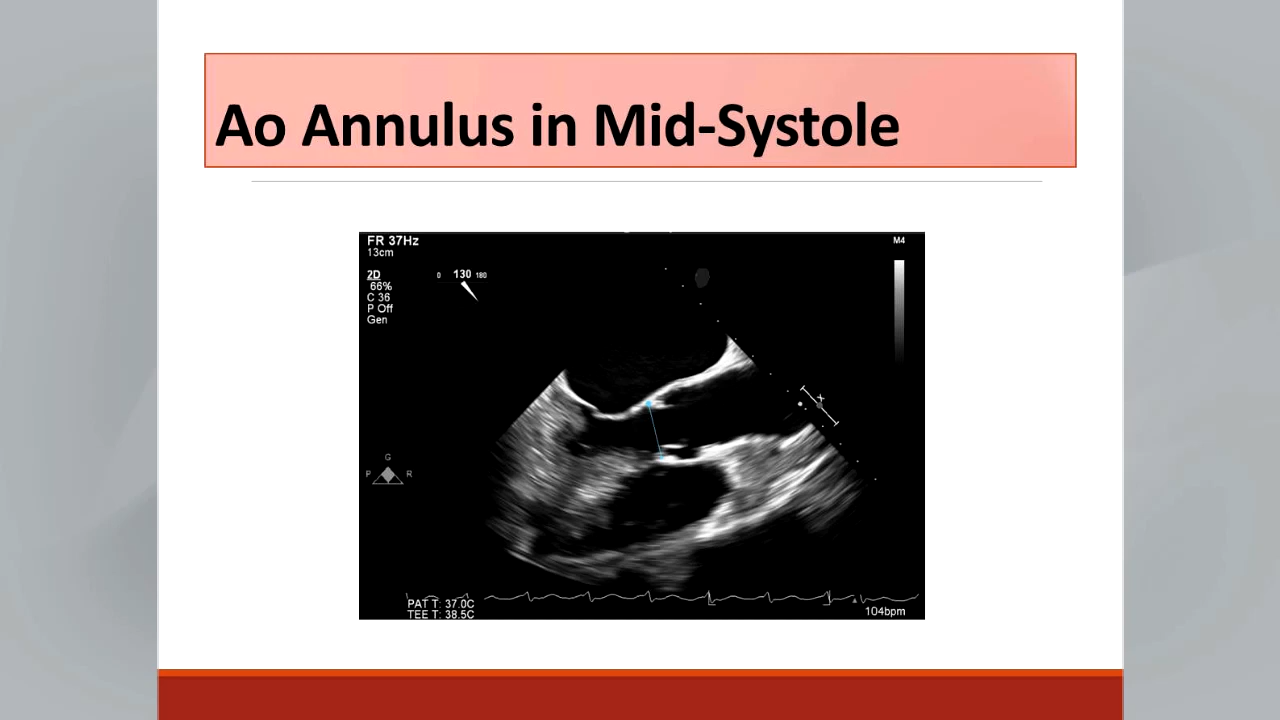 Ao Annulus in Mid-Systole
FR 37Hz
13cm
M4
2D
66%
C 36
P Off
Gen
0 130 180
x
G
P R
PAT T: 37.0C
TEE T: 38.5C
104bpm